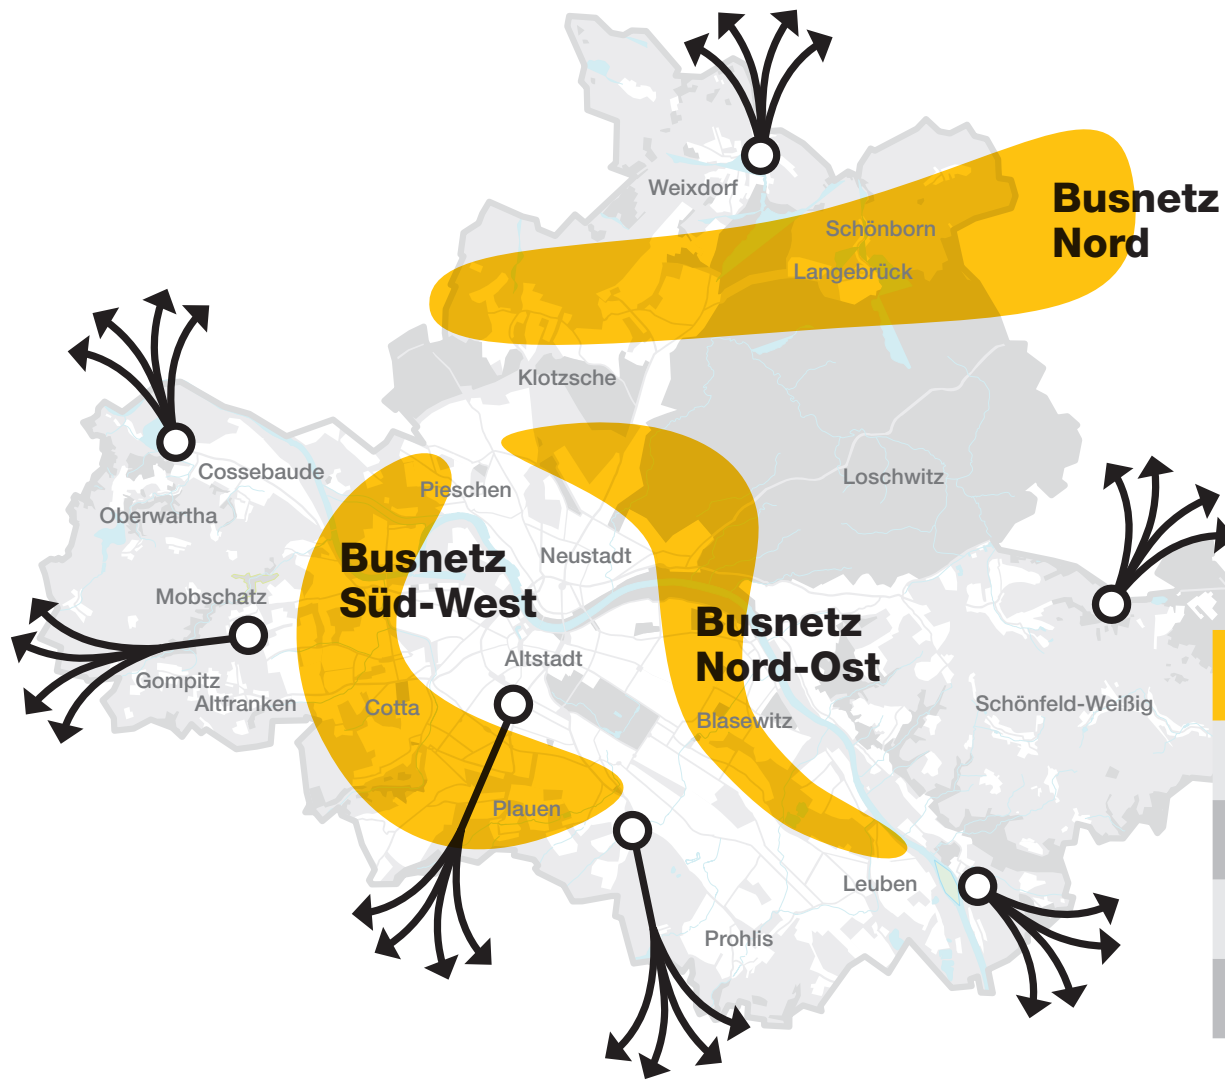 Weixdorf
Busnetz
Nord
Schönborn
Langebrück
Klotzsche
Cossebaude
Pieschen
Loschwitz
Oberwartha
Busnetz
Süd-West
Neustadt
Mobschatz
Busnetz
Nord-Ost
Altstadt
Gompitz
Altfranken
Cotta
Blasewitz
Schönfeld-Weißig
Plauen
Leuben
Prohlis